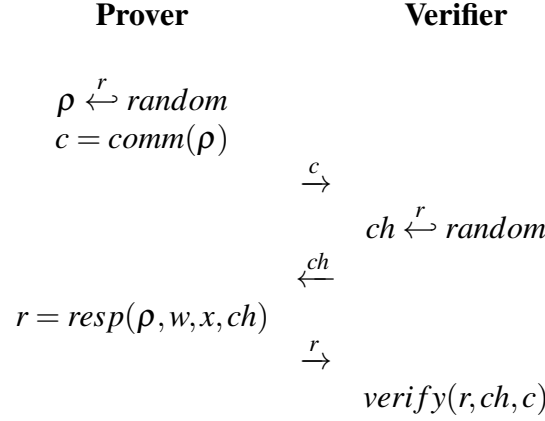 Prover Verifier
ρ r↩ random
c = comm(ρ)
c→
ch r↩ random
ch←
r = resp(ρ, w, x, ch)
r→
verify(r, ch, c)